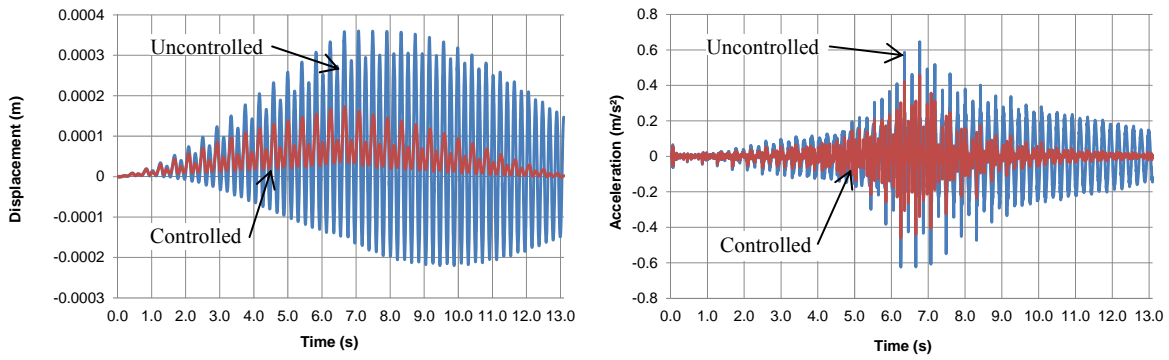 0.0004
0.0003
0.0002
0.0001
0
-0.0001
-0.0002
-0.0003
Displacement (m)
Uncontrolled
Controlled
0.0 1.0 2.0 3.0 4.0 5.0 6.0 7.0 8.0 9.0 10.0 11.0 12.0 13.0
Time (s)
0.8
0.6
0.4
0.2
0
-0.2
-0.4
-0.6
-0.8
Acceleration (m/s²)
Uncontrolled
Controlled
0.0 1.0 2.0 3.0 4.0 5.0 6.0 7.0 8.0 9.0 10.0 11.0 12.0 13.0
Time (s)